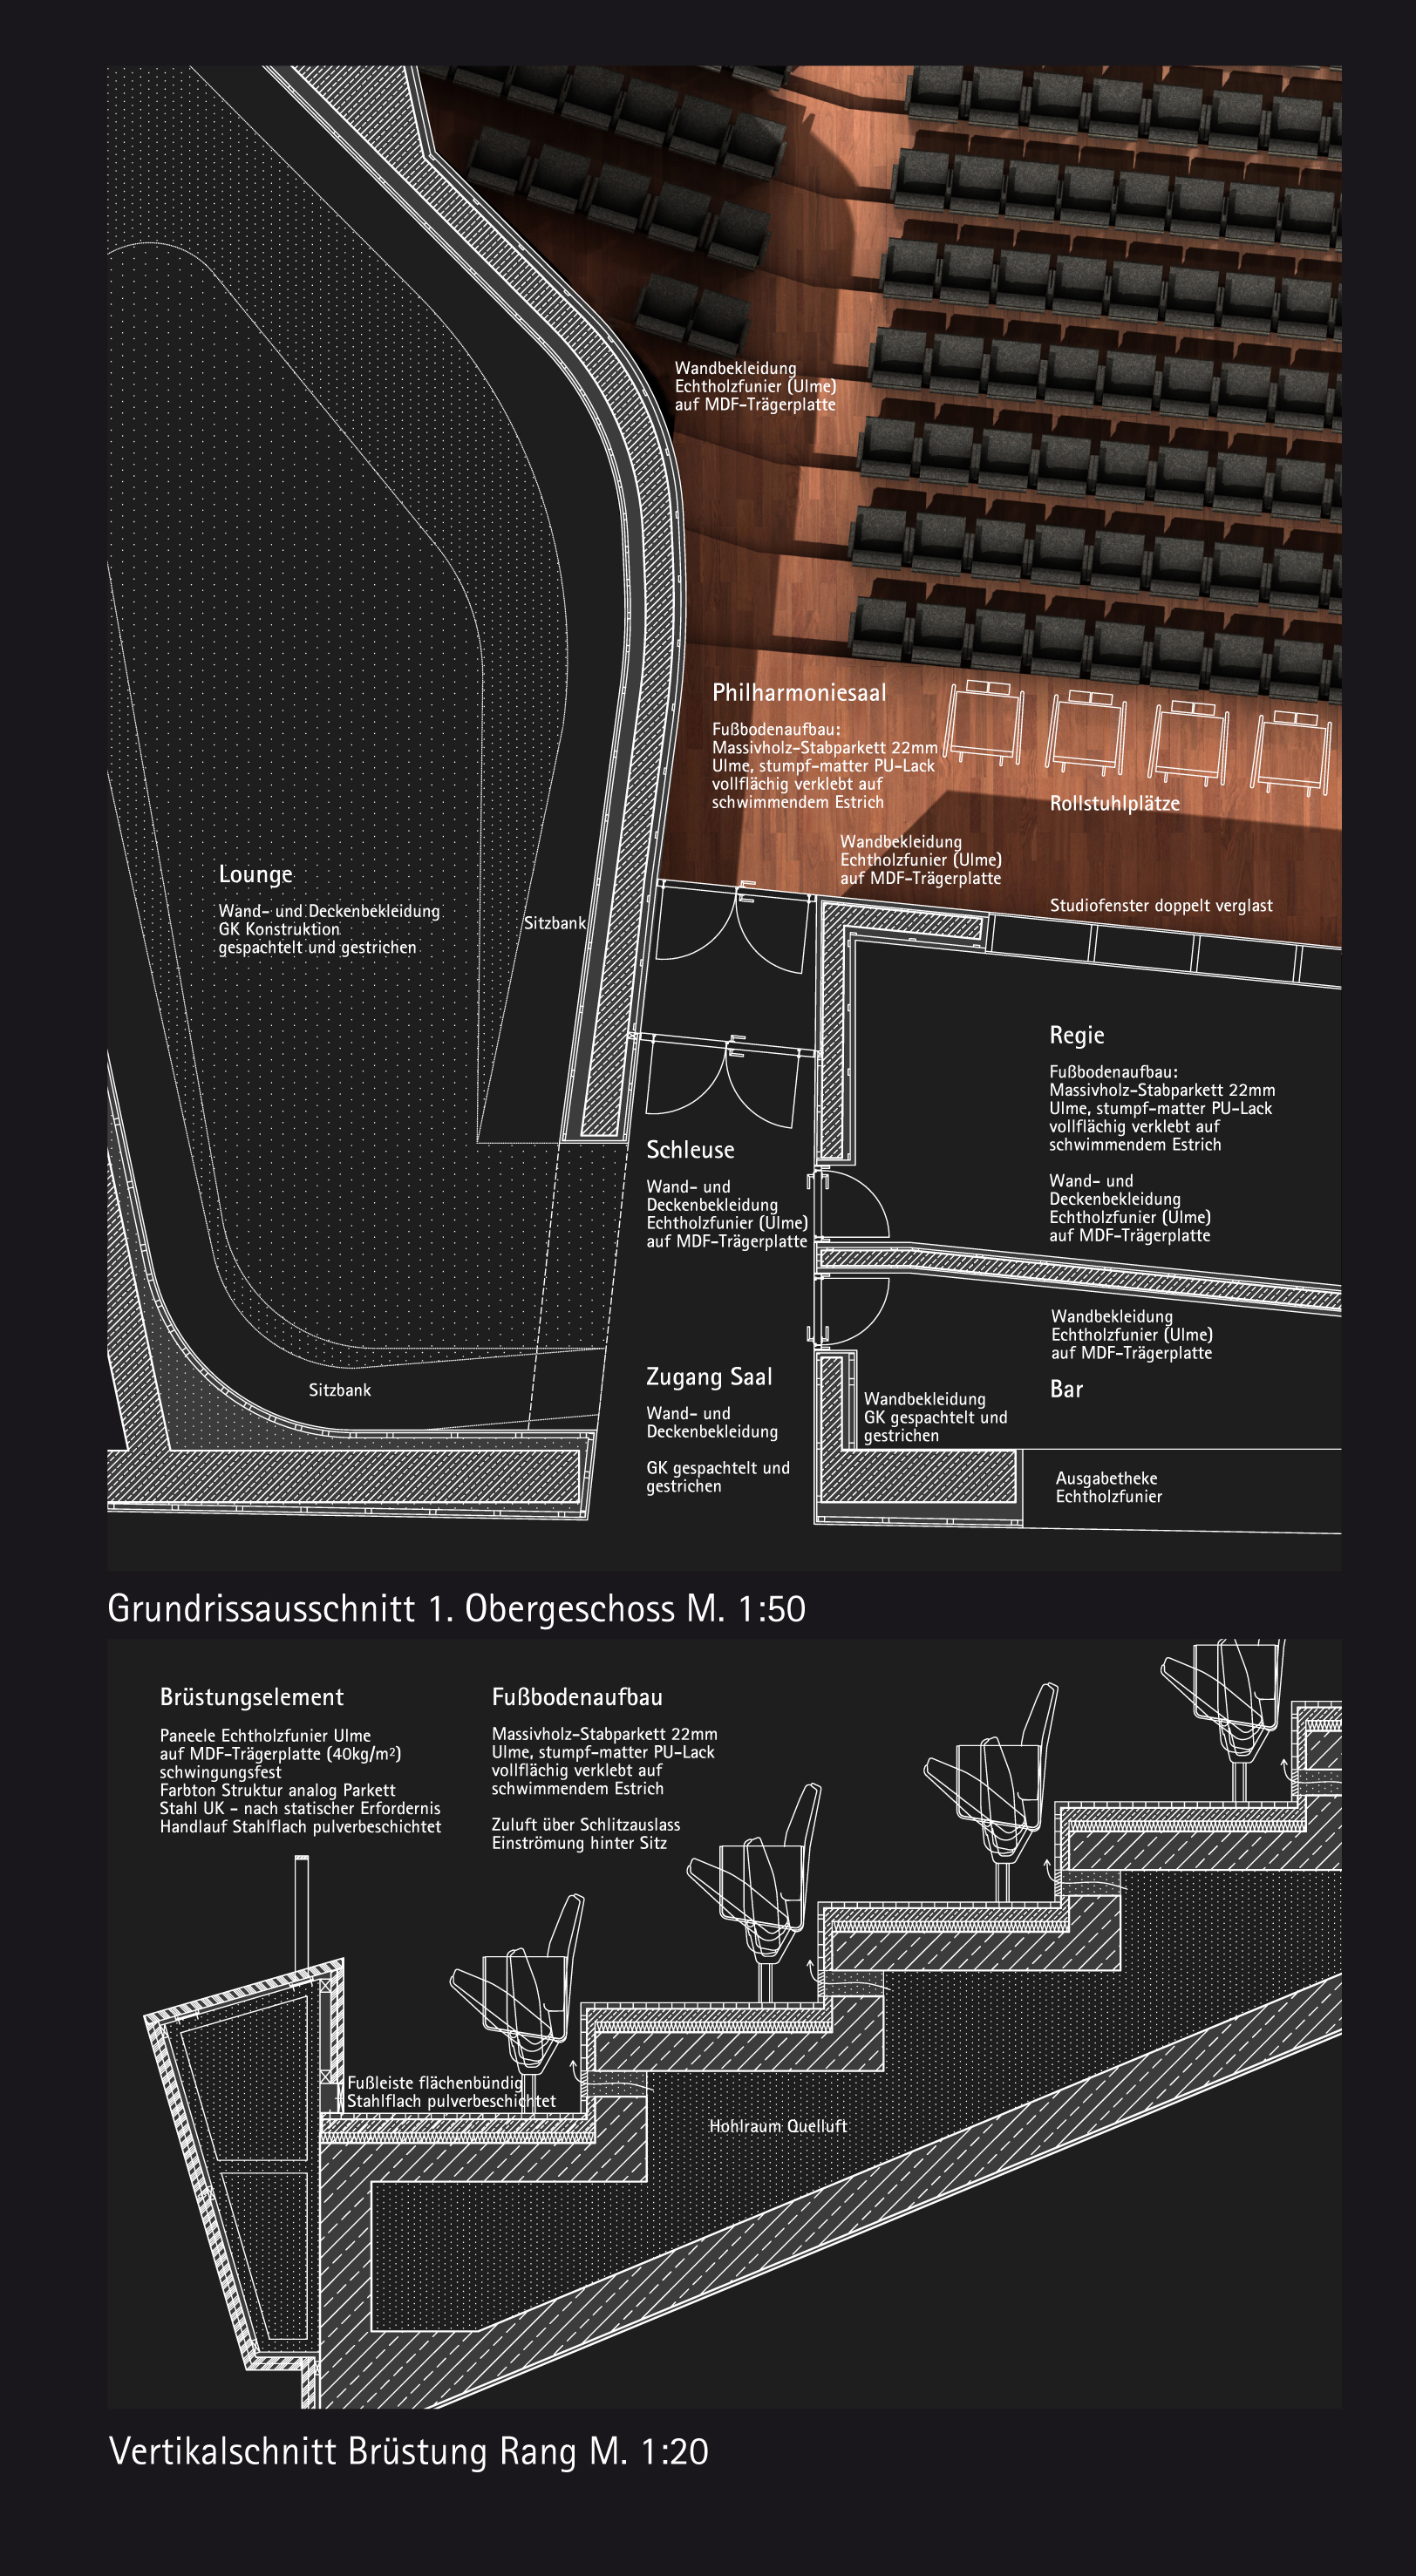 Wandbekleidung
Echtholzfunier (Ulme)
auf MDF-Trägerplatte
Philharmoniesaal
Fußbodenaufbau:
Massivholz-Stabparkett 22mm
Ulme, stumpf-matter PU-Lack
vollflächig verklebt auf
schwimmendem Estrich
Rollstuhlplätze
Wandbekleidung
Echtholzfunier (Ulme)
auf MDF-Trägerplatte
Studiofenster doppelt verglast
Lounge
Wand- und Deckenbekleidung
GK Konstruktion
gespachtelt und gestrichen
Sitzbank
Regie
Fußbodenaufbau:
Massivholz-Stabparkett 22mm
Ulme, stumpf-matter PU-Lack
vollflächig verklebt auf
schwimmendem Estrich
Wand- und
Deckenbekleidung
Echtholzfunier (Ulme)
auf MDF-Trägerplatte
Schleuse
Wand- und
Deckenbekleidung
Echtholzfunier (Ulme)
auf MDF-Trägerplatte
Wandbekleidung
Echtholzfunier (Ulme)
auf MDF-Trägerplatte
Bar
Sitzbank
Zugang Saal
Wand- und
Deckenbekleidung
GK gespachtelt und
gestrichen
Wandbekleidung
GK gespachtelt und
gestrichen
Ausgabetheke
Echtholzfunier
Grundrissausschnitt 1. Obergeschoss M. 1:50
Brüstungselement
Paneele Echtholzfunier Ulme
auf MDF-Trägerplatte (40kg/m²)
schwingungsfest
Farbton Struktur analog Parkett
Stahl UK - nach statischer Erfordernis
Handlauf Stahlflach pulverbeschichtet
Fußbodenaufbau
Massivholz-Stabparkett 22mm
Ulme, stumpf-matter PU-Lack
vollflächig verklebt auf
schwimmendem Estrich
Zuluft über Schlitzauslass
Einströmung hinter Sitz
Fußleiste flächenbündig
Stahlflach pulverbeschichtet
Hohlraum Quelluft
Vertikalschnitt Brüstung Rang M. 1:20